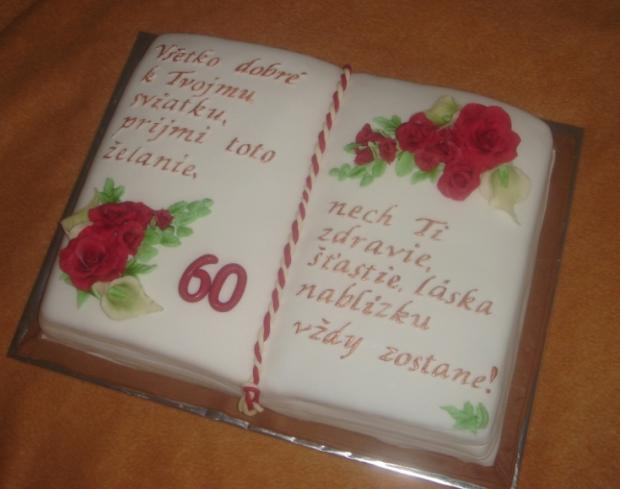 Všetko dobré
k Tvojmu
sviatku,
prijmi toto
želanie,
60
nech Ti
zdravie,
šťastie, láska
nablízku
vždy zostane!